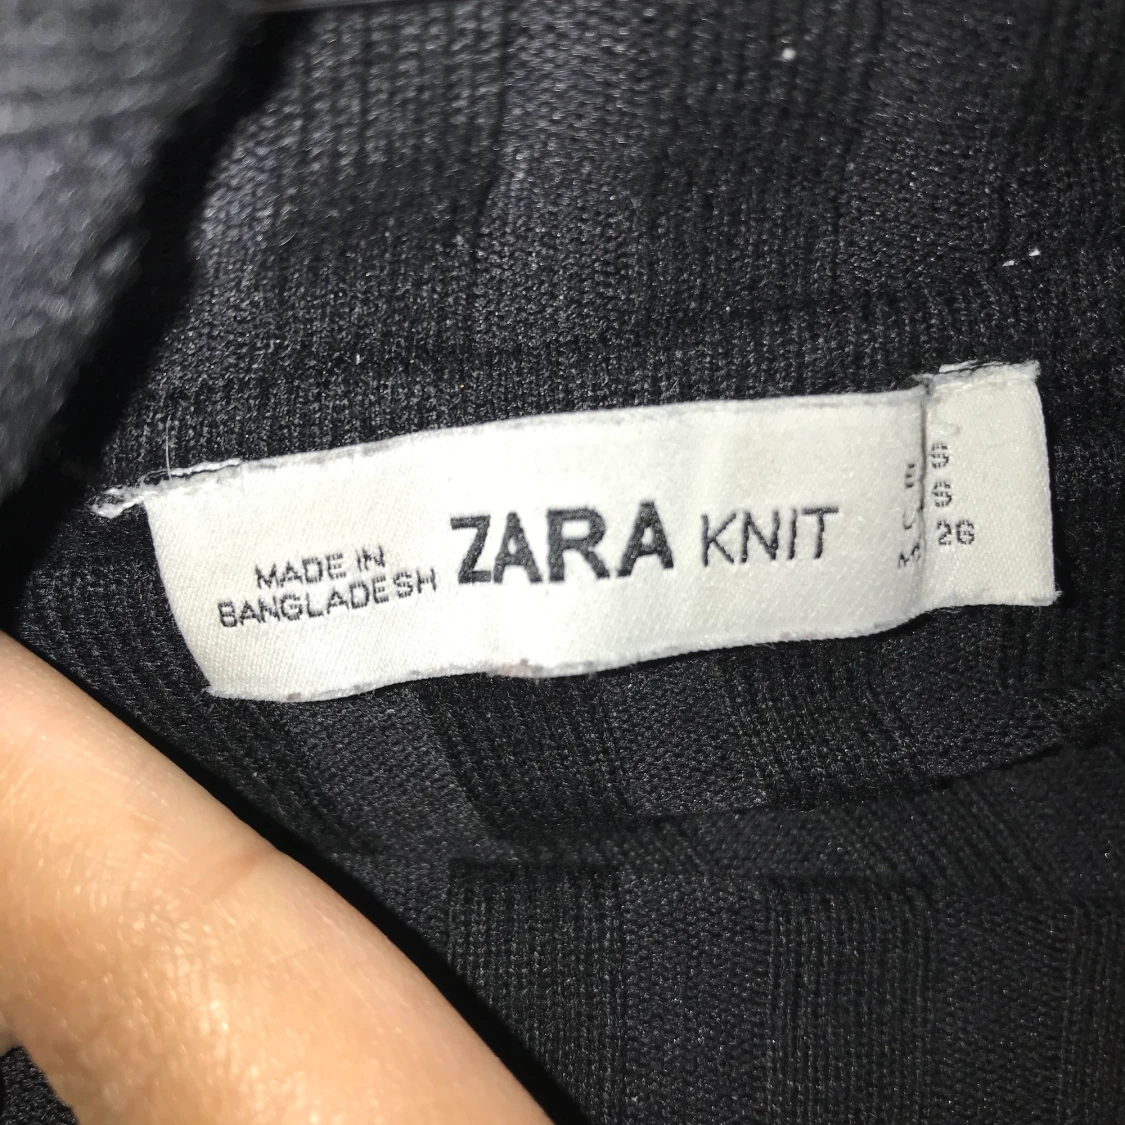 MADE IN
BANGLADESH
ZARA KNIT
S
S
26